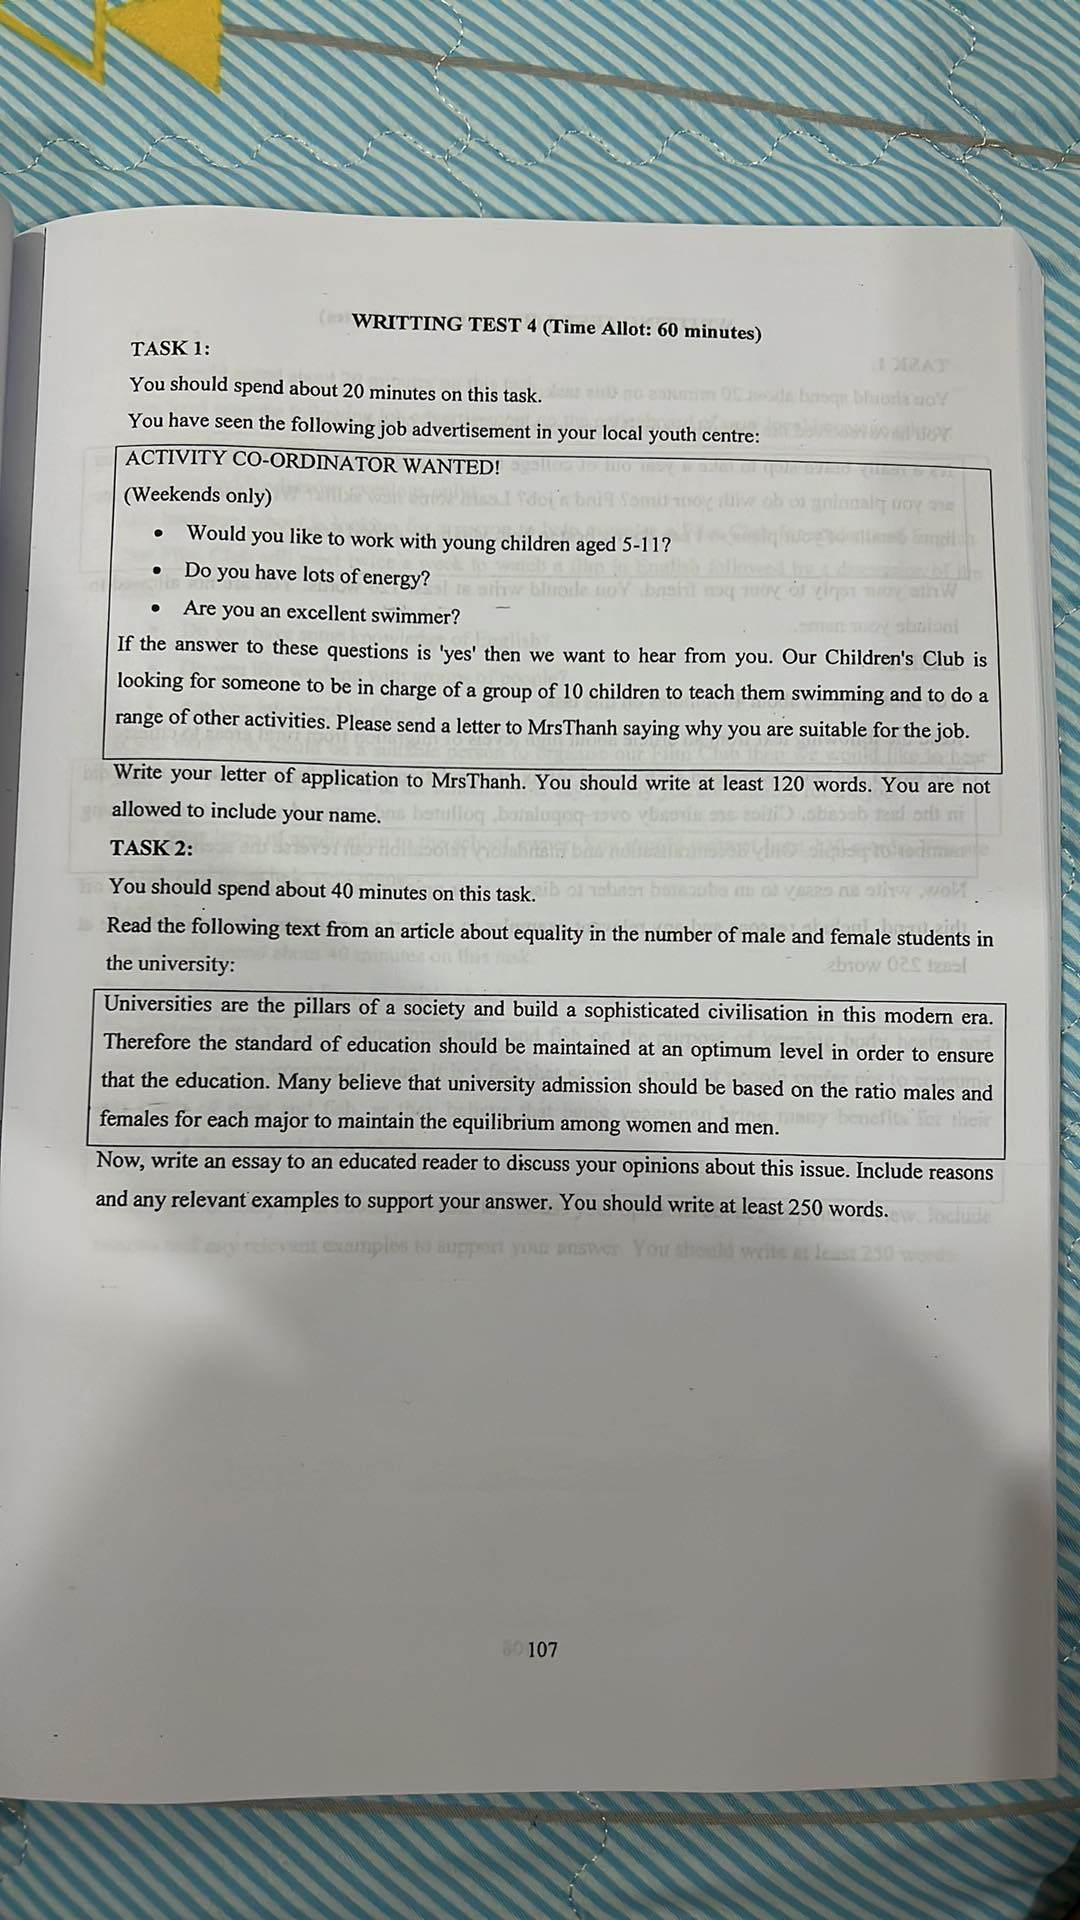 WRITTING TEST 4 (Time Allot: 60 minutes)
TASK 1:
You should spend about 20 minutes on this task.
You have seen the following job advertisement in your local youth centre:
ACTIVITY CO-ORDINATOR WANTED!
(Weekends only)
• Would you like to work with young children aged 5-11?
• Do you have lots of energy?
• Are you an excellent swimmer?
If the answer to these questions is 'yes' then we want to hear from you. Our Children's Club is
looking for someone to be in charge of a group of 10 children to teach them swimming and to do a
range of other activities. Please send a letter to MrsThanh saying why you are suitable for the job.
Write your letter of application to MrsThanh. You should write at least 120 words. You are not
allowed to include your name.
TASK 2:
You should spend about 40 minutes on this task.
Read the following text from an article about equality in the number of male and female students in
the university:
Universities are the pillars of a society and build a sophisticated civilisation in this modern era.
Therefore the standard of education should be maintained at an optimum level in order to ensure
that the education. Many believe that university admission should be based on the ratio males and
females for each major to maintain the equilibrium among women and men.
Now, write an essay to an educated reader to discuss your opinions about this issue. Include reasons
and any relevant examples to support your answer. You should write at least 250 words.
107